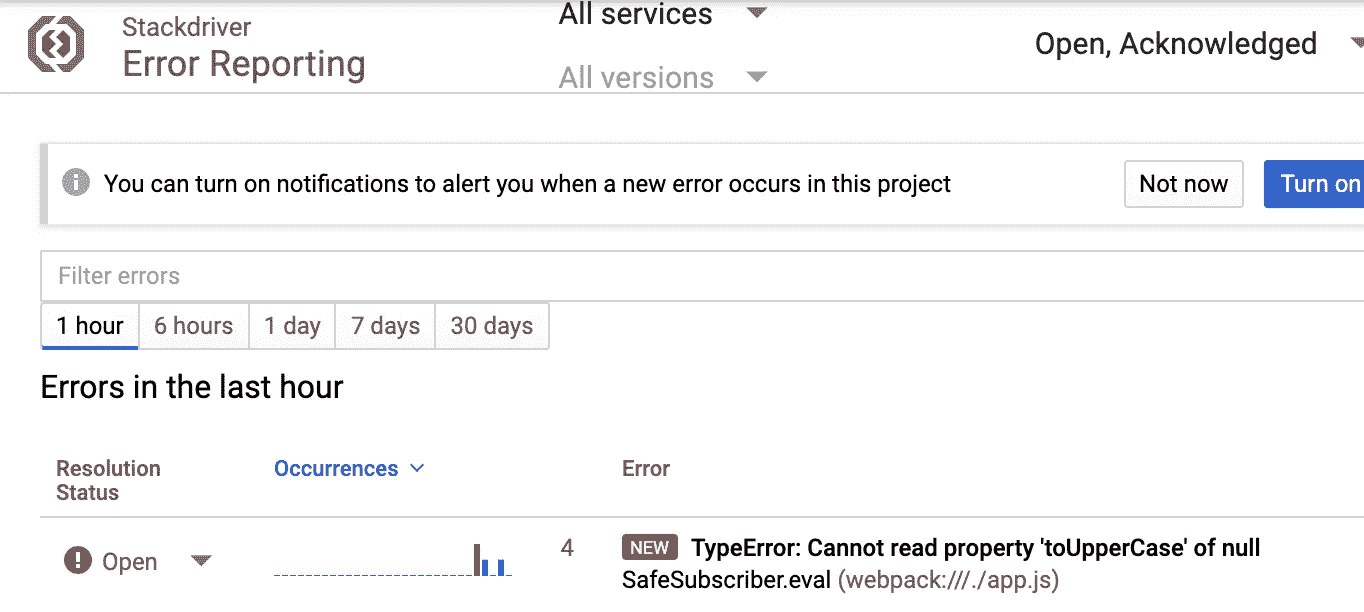 All services
Stackdriver
Error Reporting
Open, Acknowledged
All versions
You can turn on notifications to alert you when a new error occurs in this project
Not now
Turn on
Filter errors
1 hour 6 hours 1 day 7 days 30 days
Errors in the last hour
Resolution Status
Occurrences
Error
Open
4
NEW TypeError: Cannot read property 'toUpperCase' of null
SafeSubscriber.eval (webpack:///./app.js)